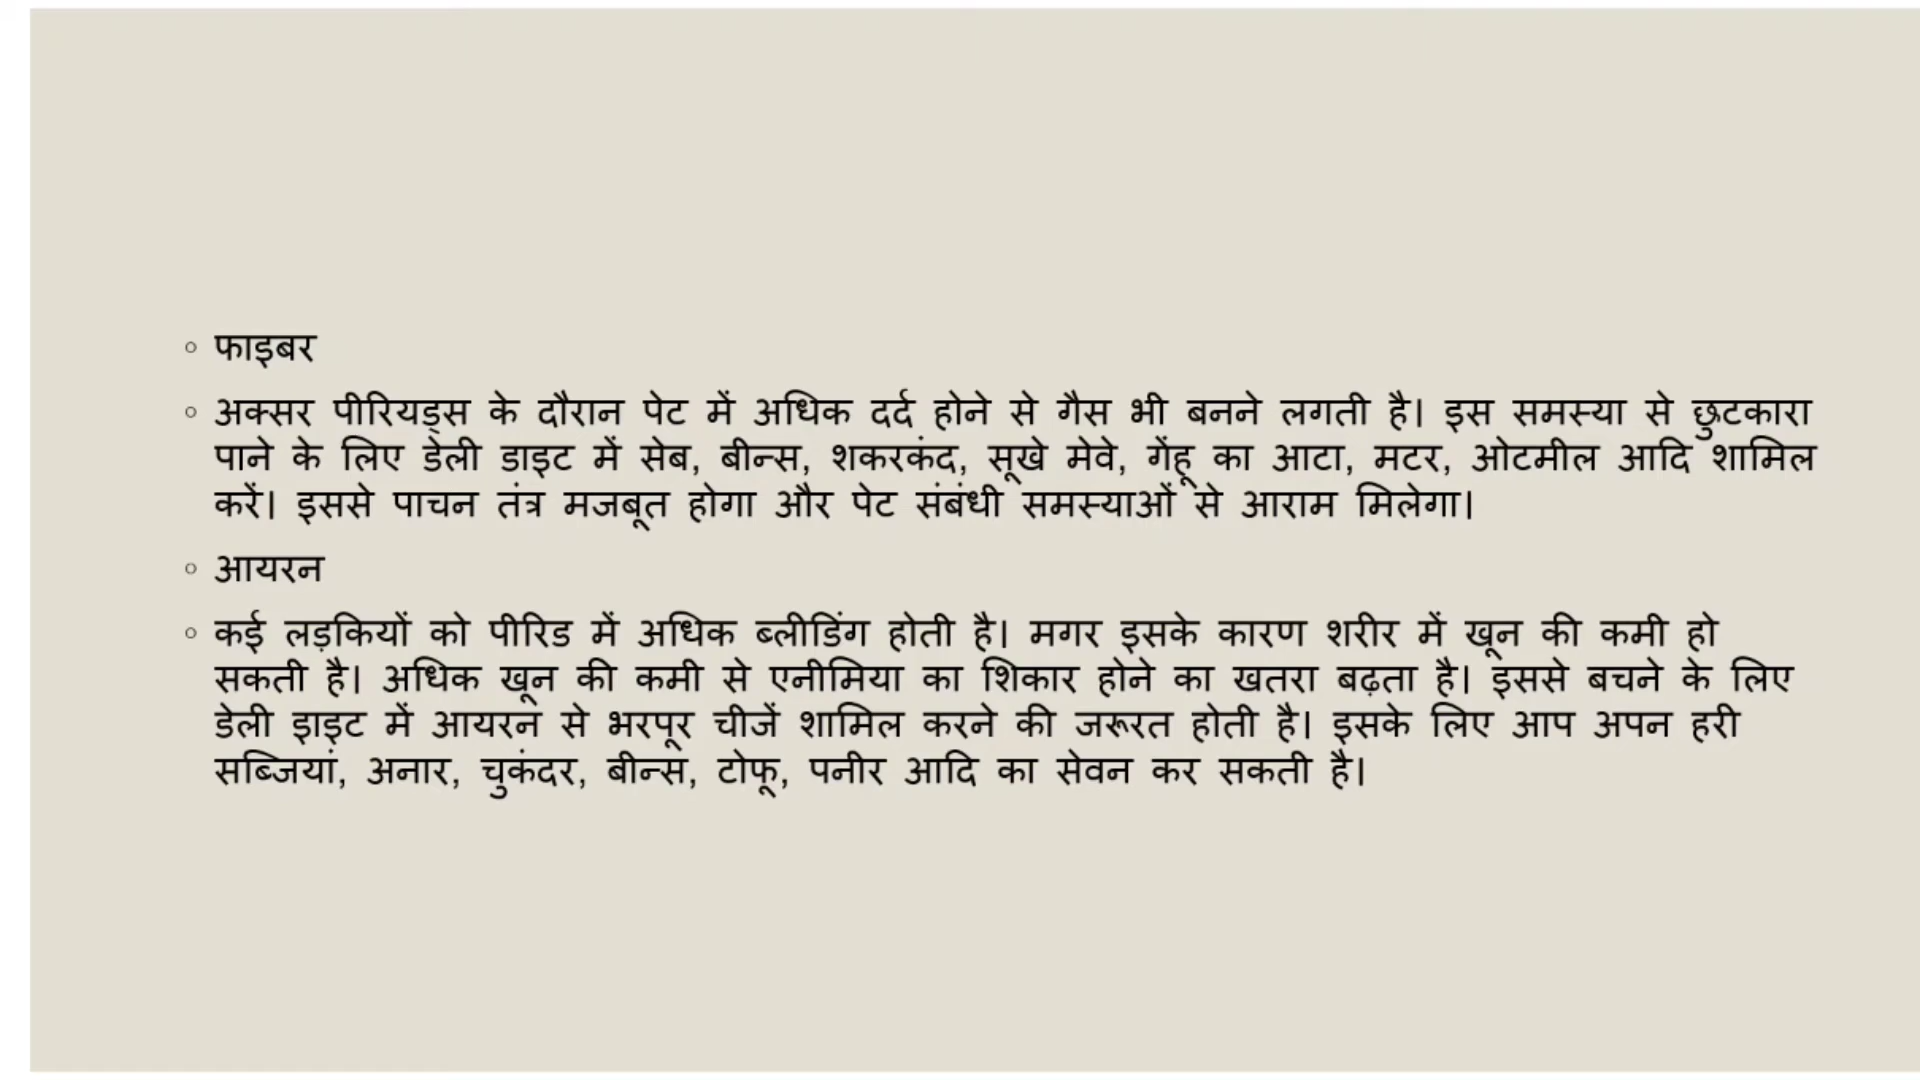 ◦ फाइबर
◦ अक्सर पीरियड्स के दौरान पेट में अधिक दर्द होने से गैस भी बनने लगती है। इस समस्या से छुटकारा
पाने के लिए डेली डाइट में सेब, बीन्स, शकरकंद, सूखे मेवे, गेंहू का आटा, मटर, ओटमील आदि शामिल
करें। इससे पाचन तंत्र मजबूत होगा और पेट संबंधी समस्याओं से आराम मिलेगा।
◦ आयरन
◦ कई लड़कियों को पीरिड में अधिक ब्लीडिंग होती है। मगर इसके कारण शरीर में खून की कमी हो
सकती है। अधिक खून की कमी से एनीमिया का शिकार होने का खतरा बढ़ता है। इससे बचने के लिए
डेली इाइट में आयरन से भरपूर चीजें शामिल करने की जरूरत होती है। इसके लिए आप अपन हरी
सब्जियां, अनार, चुकंदर, बीन्स, टोफू, पनीर आदि का सेवन कर सकती है।